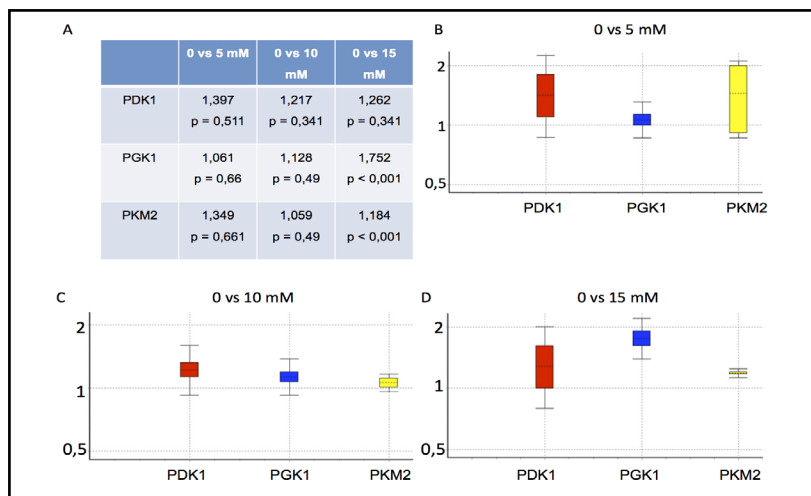 A
0 vs 5 mM 0 vs 10 mM 0 vs 15 mM
PDK1 1,397 1,217 1,262
p = 0,511 p = 0,341 p = 0,341
PGK1 1,061 1,128 1,752
p = 0,66 p = 0,49 p < 0,001
PKM2 1,349 1,059 1,184
p = 0,661 p = 0,49 p < 0,001
B 0 vs 5 mM
2
1
0,5
PDK1 PGK1 PKM2
C 0 vs 10 mM
2
1
0,5
PDK1 PGK1 PKM2
D 0 vs 15 mM
2
1
0,5
PDK1 PGK1 PKM2